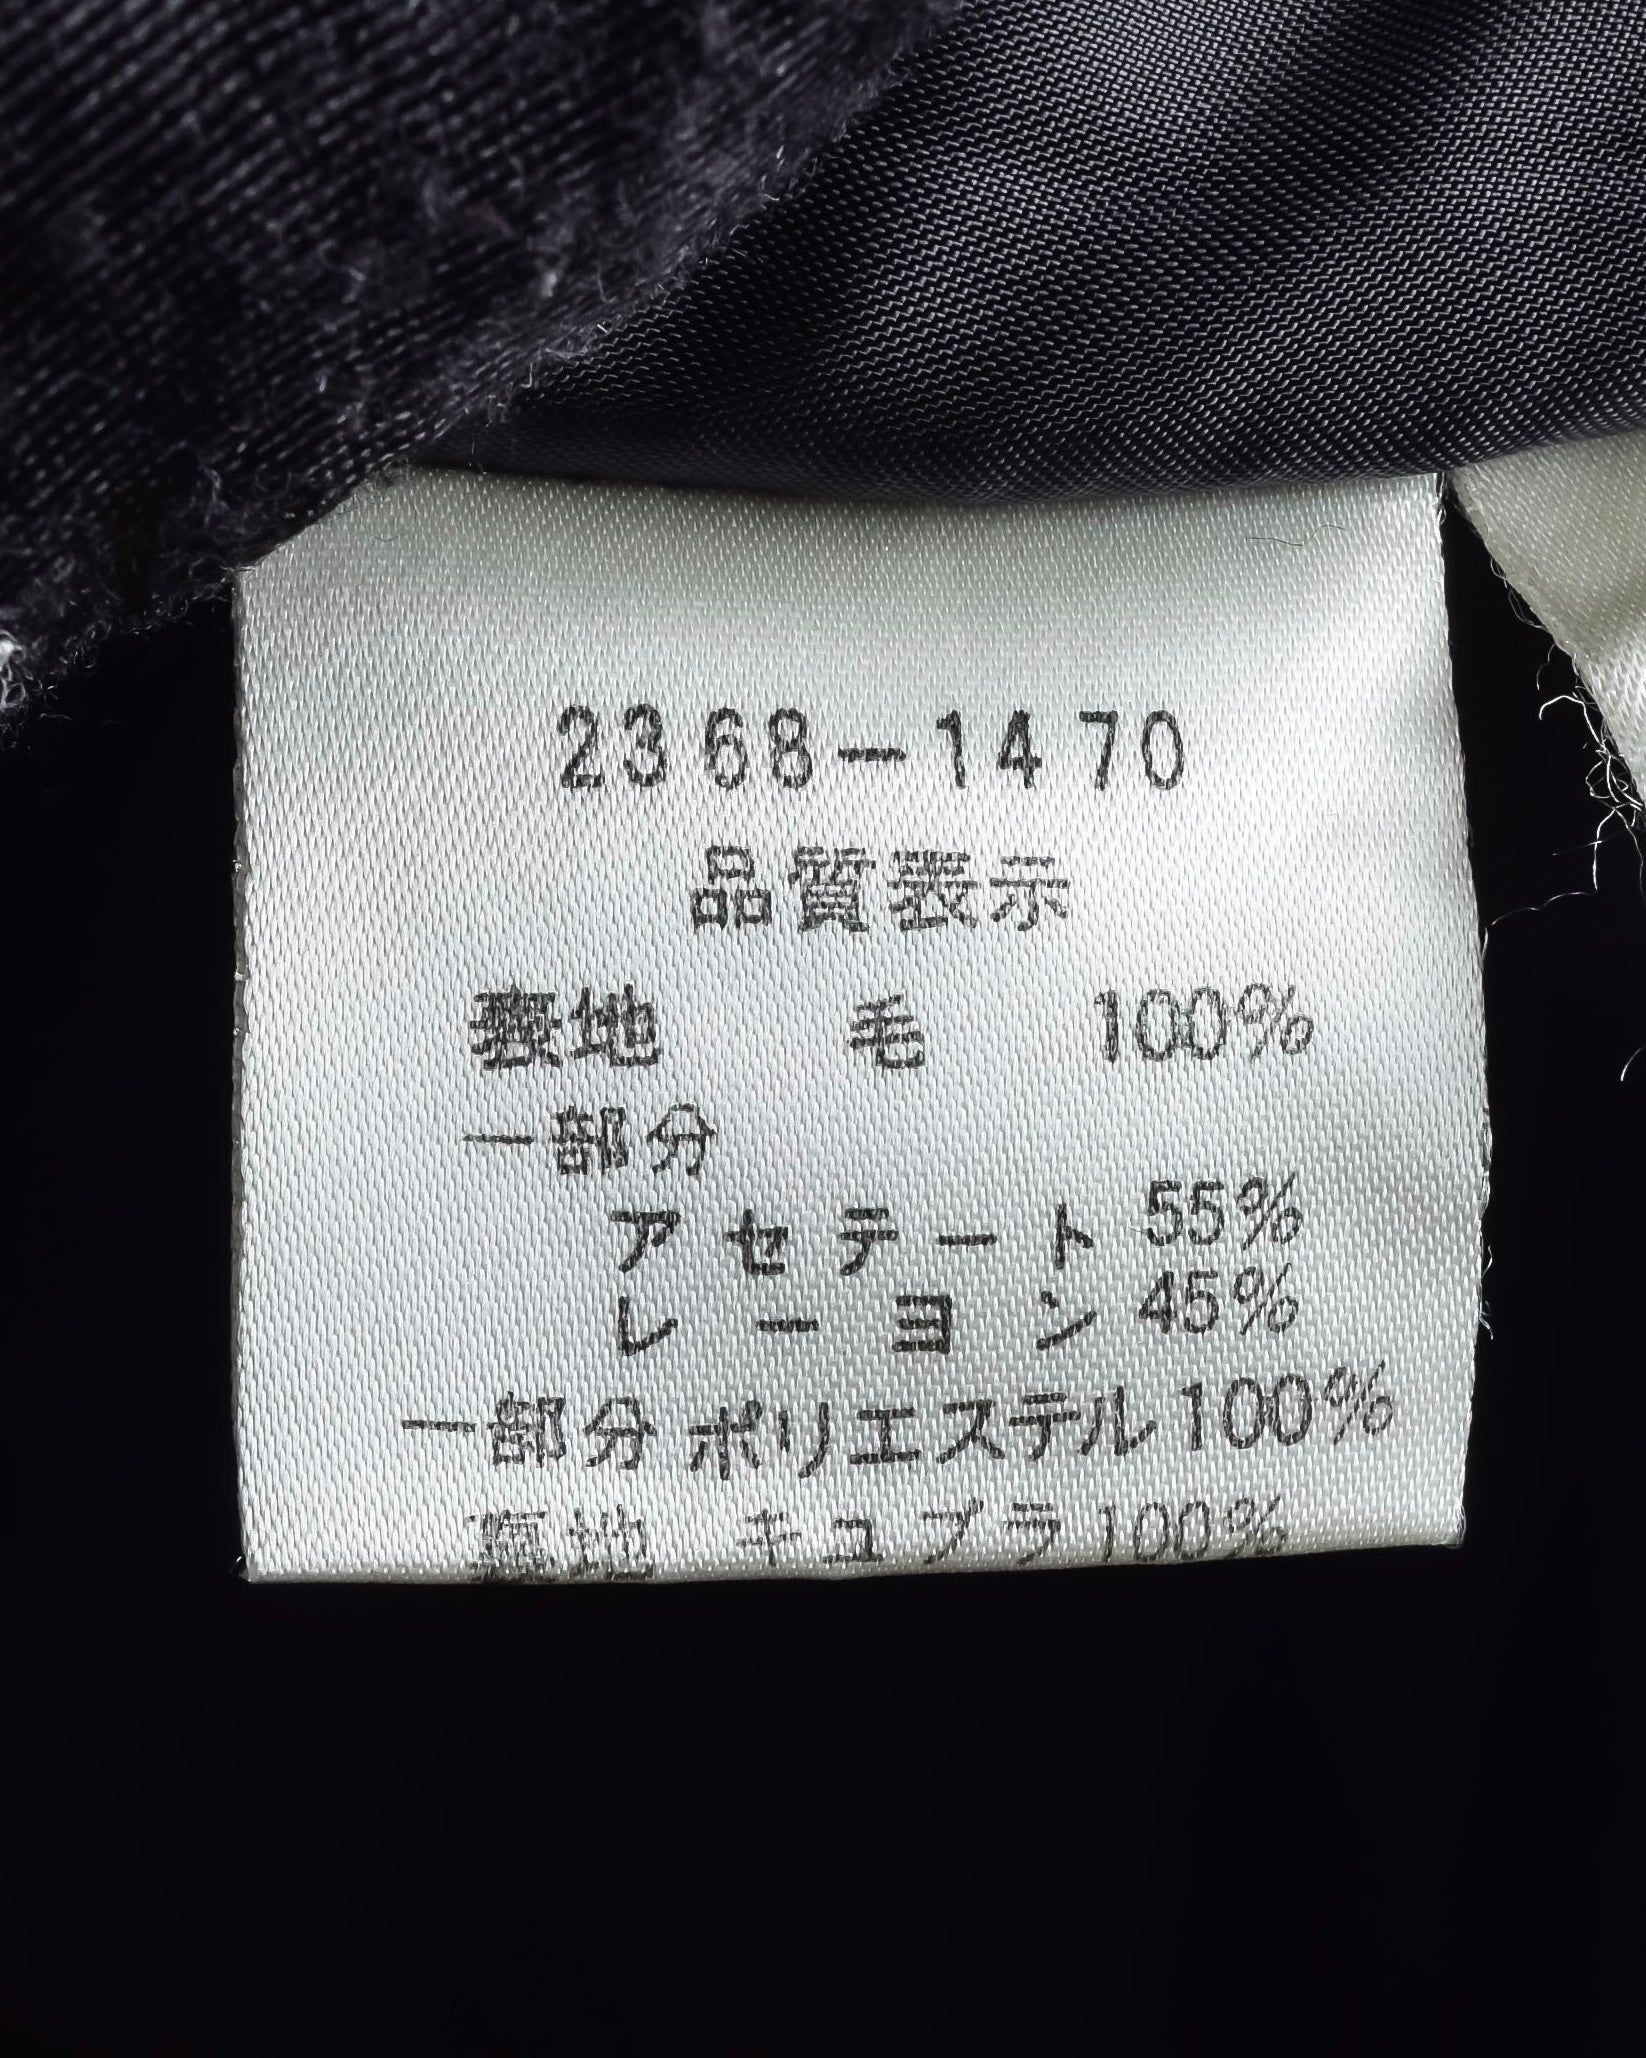 2368-1470
品質表示
表地 毛 100%
一部分
アセテート 55%
レーヨン 45%
一部分 ポリエステル 100%
裏地 キュプラ 100%